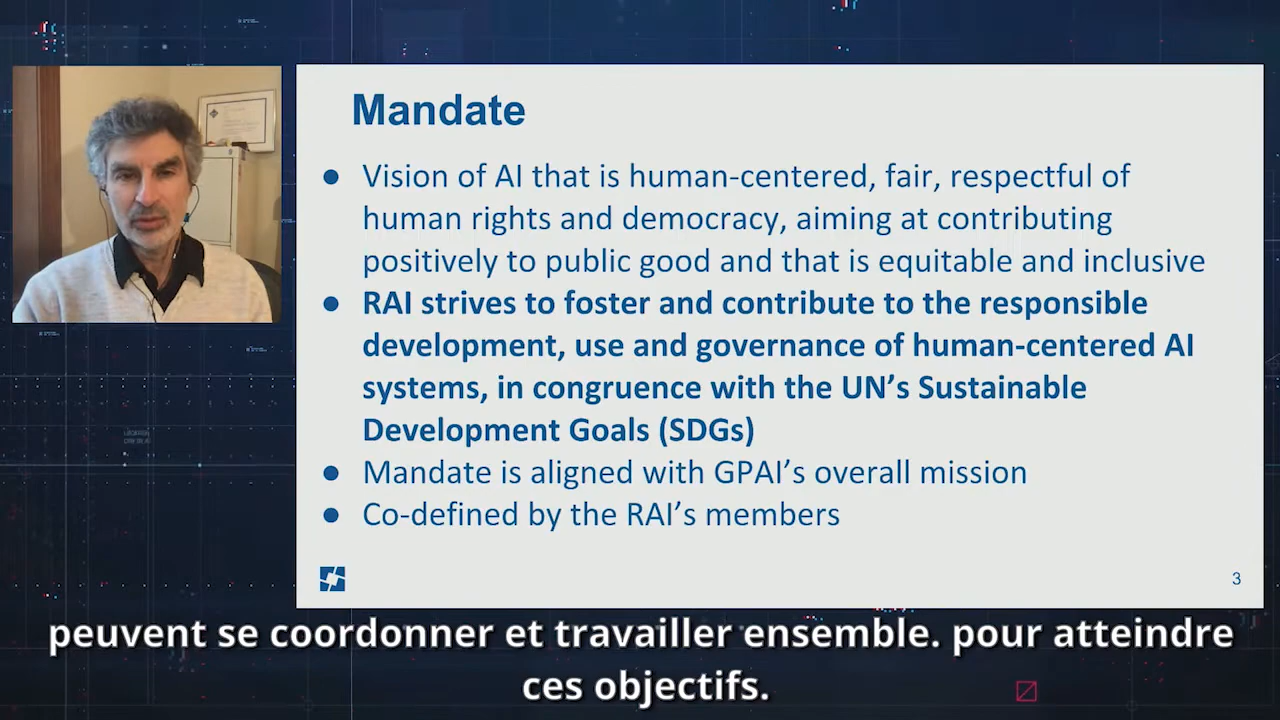 Mandate
● Vision of AI that is human-centered, fair, respectful of
human rights and democracy, aiming at contributing
positively to public good and that is equitable and inclusive
● RAI strives to foster and contribute to the responsible
development, use and governance of human-centered AI
systems, in congruence with the UN’s Sustainable
Development Goals (SDGs)
● Mandate is aligned with GPAI’s overall mission
● Co-defined by the RAI’s members
3
peuvent se coordonner et travailler ensemble. pour atteindre
ces objectifs.